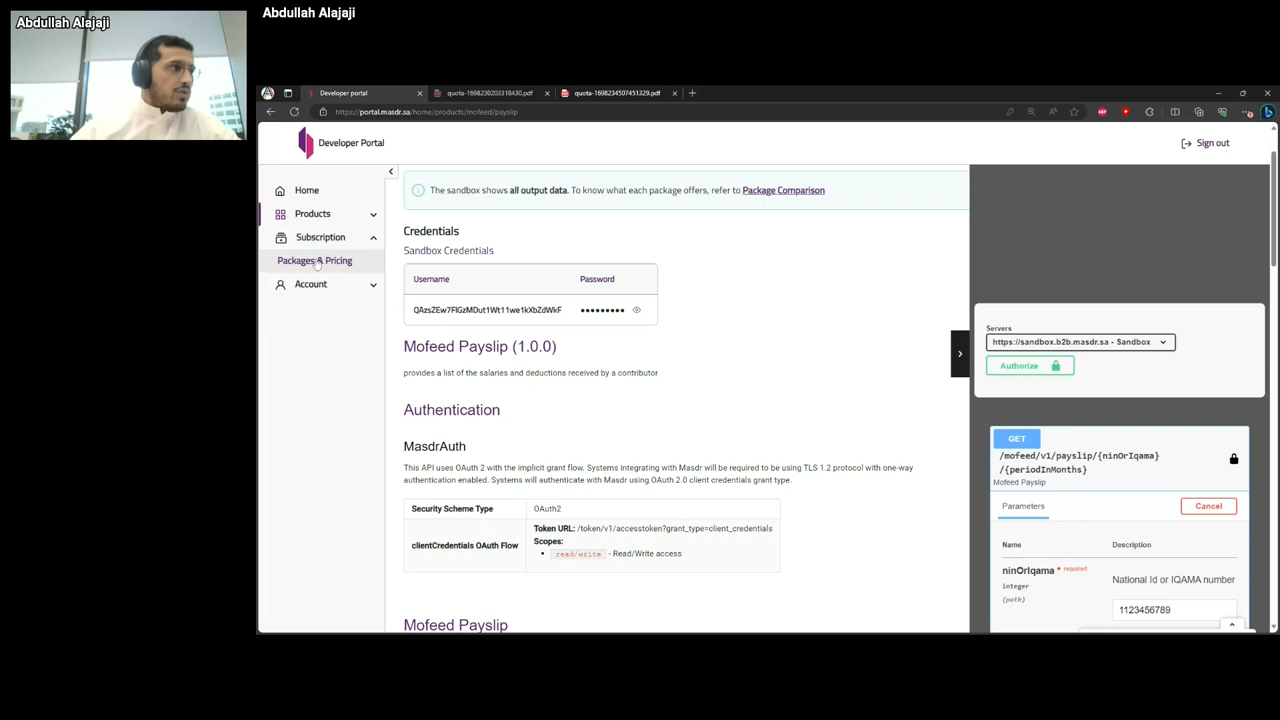 Abdullah Alajaji
Abdullah Alajaji
Developer portal
quota-1698230203318430.pdf
quota-1698234507451329.pdf
https://portal.masdr.sa/home/products/mofeed/payslip
Developer Portal
Sign out
Home
Products
Subscription
Packages & Pricing
Account
The sandbox shows all output data. To know what each package offers, refer to Package Comparison
Credentials
Sandbox Credentials
Username Password
QAzsZEw7FlGzMDut1Wt11we1kXbZdWkF •••••••••
Mofeed Payslip (1.0.0)
provides a list of the salaries and deductions received by a contributor
Authentication
MasdrAuth
This API uses OAuth 2 with the implicit grant flow. Systems integrating with Masdr will be required to be using TLS 1.2 protocol with one-way
authentication enabled. Systems will authenticate with Masdr using OAuth 2.0 client credentials grant type.
Security Scheme Type OAuth2
clientCredentials OAuth Flow
Token URL: /token/v1/accesstoken?grant_type=client_credentials
Scopes:
• read/write - Read/Write access
Mofeed Payslip
Servers
https://sandbox.b2b.masdr.sa - Sandbox
Authorize
GET
/mofeed/v1/payslip/{ninOrIqama}
/{periodInMonths}
Mofeed Payslip
Parameters
Cancel
Name Description
ninOrIqama * required
integer
(path)
National Id or IQAMA number
1123456789